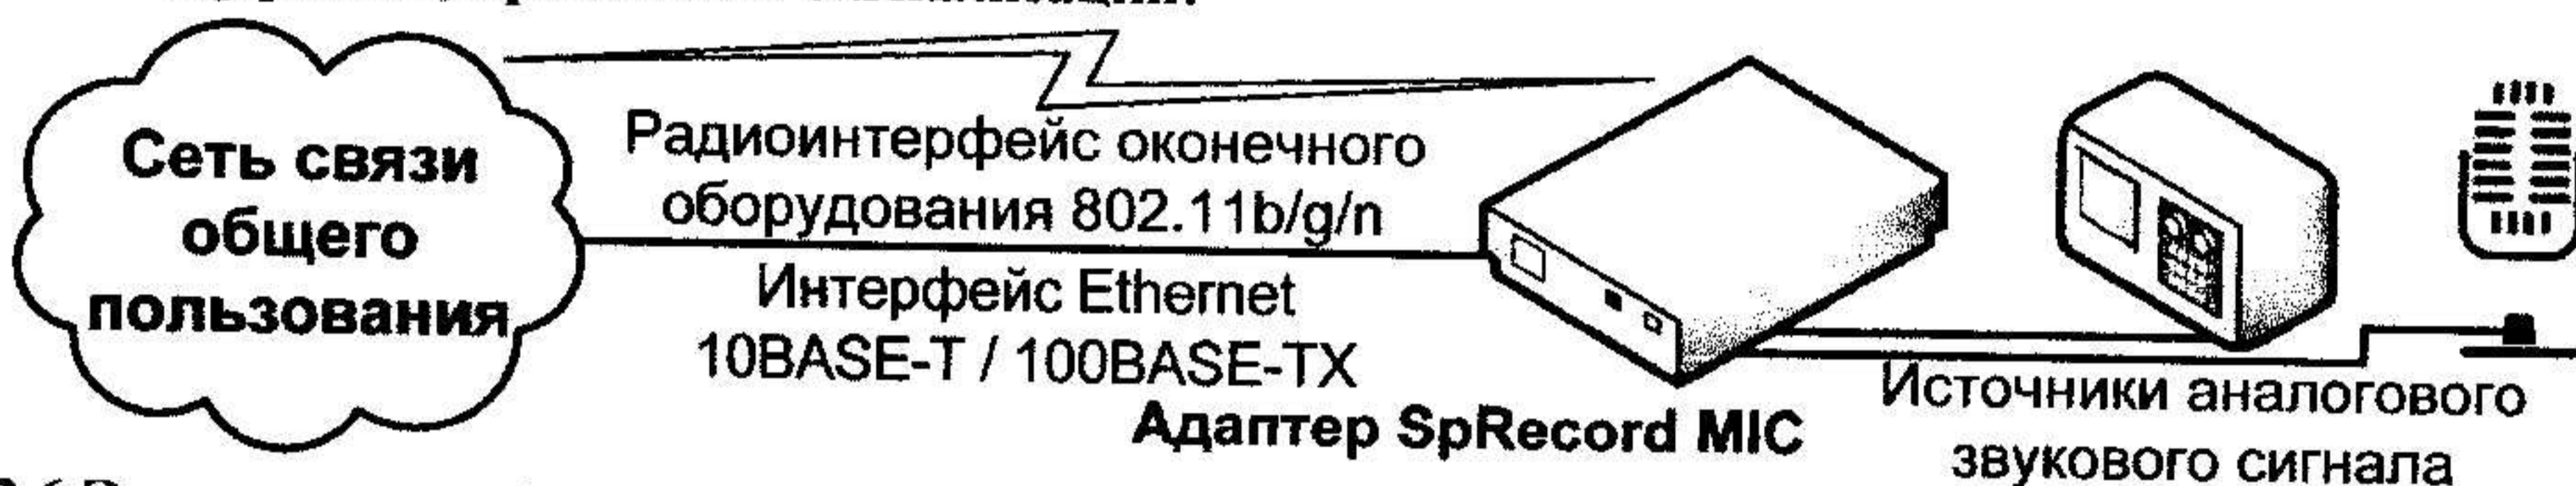 Сеть связи
общего
пользования
Радиоинтерфейс оконечного
оборудования 802.11b/g/n
Интерфейс Ethernet
10BASE-T / 100BASE-TX
Адаптер SpRecord MIC
Источники аналогового
звукового сигнала